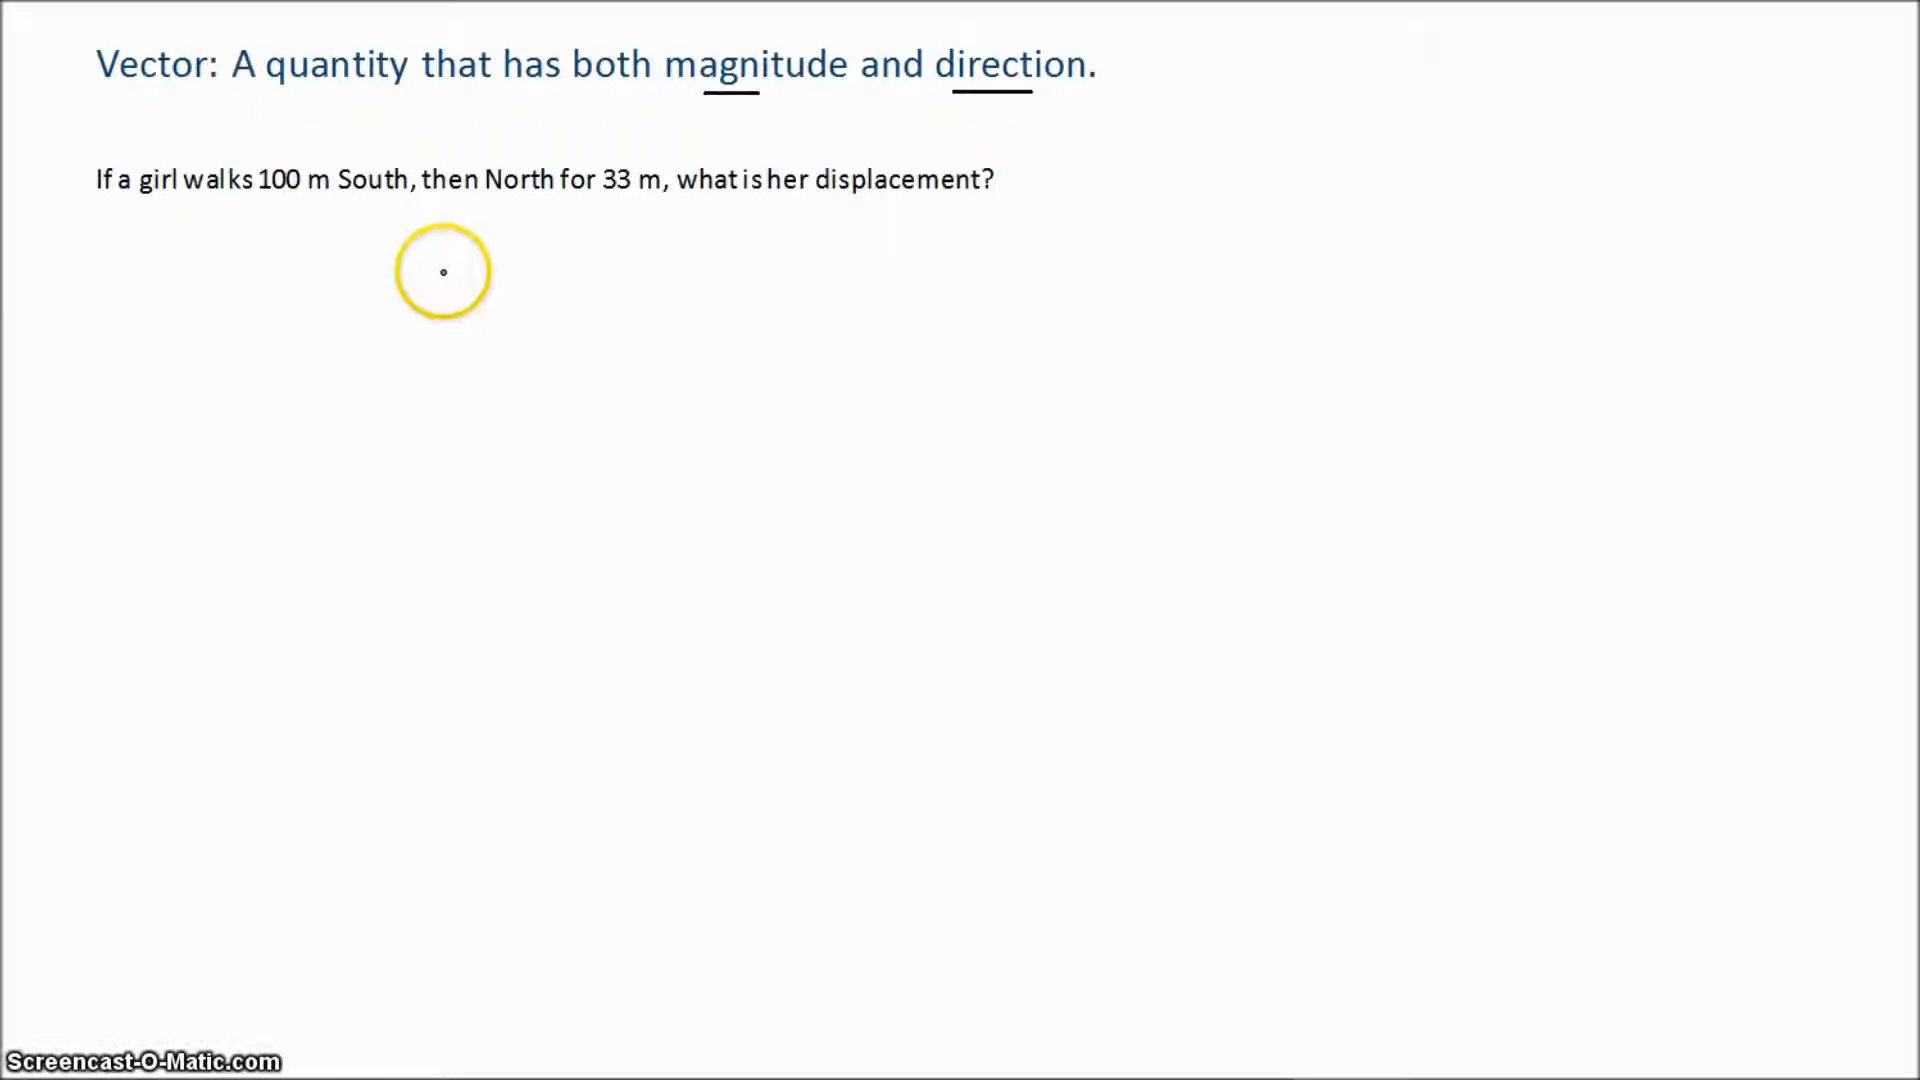 Vector: A quantity that has both magnitude and direction.
If a girl walks 100 m South, then North for 33 m, what is her displacement?
Screencast-O-Matic.com